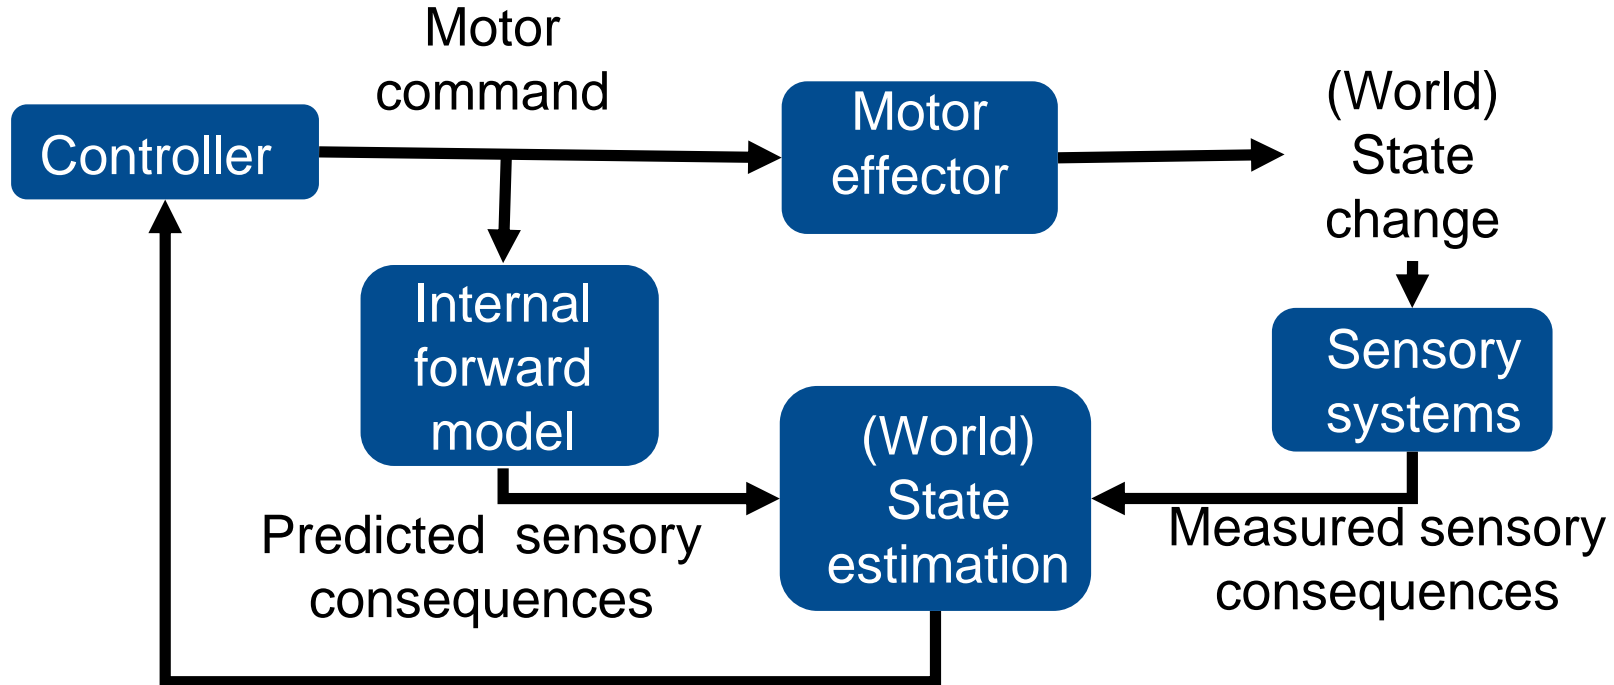 Motor
command
Controller
Motor
effector
(World)
State
change
Internal
forward
model
Sensory
systems
(World)
State
estimation
Predicted sensory
consequences
Measured sensory
consequences